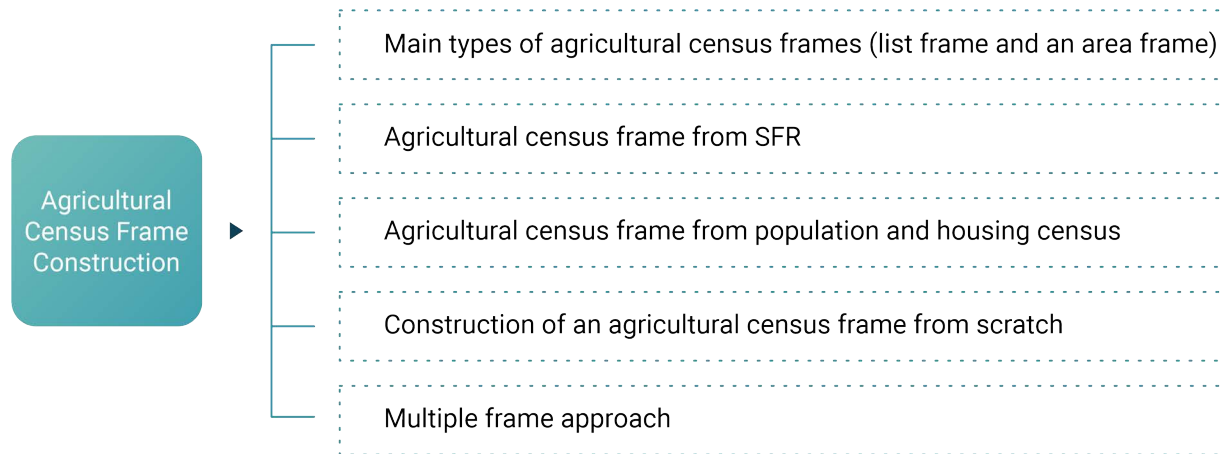 Agricultural
Census Frame
Construction
Main types of agricultural census frames (list frame and an area frame)
Agricultural census frame from SFR
Agricultural census frame from population and housing census
Construction of an agricultural census frame from scratch
Multiple frame approach